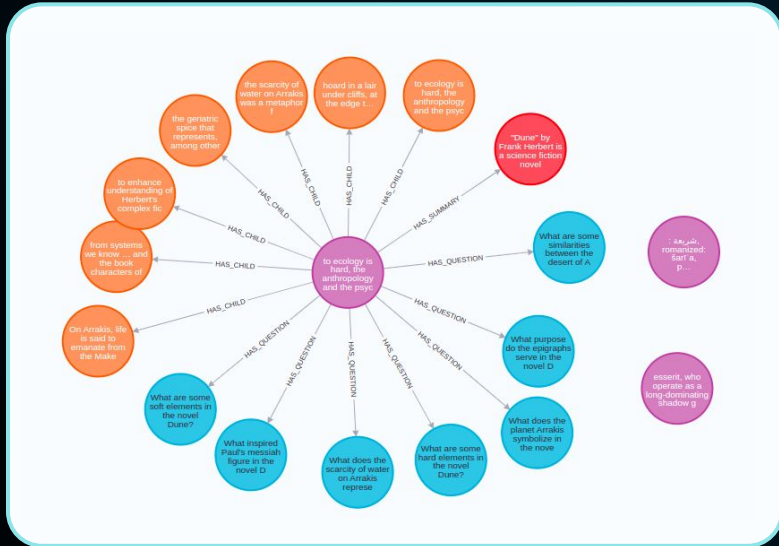 the scarcity of
water on Arrakis
was a metaphor
f
hoard in a lair
under cliffs, at
the edge t...
to ecology is
hard, the
anthropology
and the psyc
the geriatric
spice that
represents,
among other
"Dune" by
Frank Herbert is
a science fiction
novel
to enhance
understanding of
Herbert's
complex fic
from systems
we know ... and
the book
characters of
On Arrakis, life
is said to
emanate from
the Make
to ecology is
hard, the
anthropology
and the psyc
What are some
similarities
between the
desert of A
What purpose
do the epigraphs
serve in the
novel D
What does the
planet Arrakis
symbolize in
the nove
What are some
hard elements in
the novel
Dune?
What does the
scarcity of water
on Arrakis
represe
What inspired
Paul's messiah
figure in the
novel D
What are some
soft elements in
the novel
Dune?
: شريعة,
romanized:
šarīʿa,
p...
esserit, who
operate as a
long-dominating
shadow g
HAS_CHILD
HAS_CHILD
HAS_CHILD
HAS_CHILD
HAS_CHILD
HAS_CHILD
HAS_CHILD
HAS_SUMMARY
HAS_QUESTION
HAS_QUESTION
HAS_QUESTION
HAS_QUESTION
HAS_QUESTION
HAS_QUESTION
HAS_QUESTION